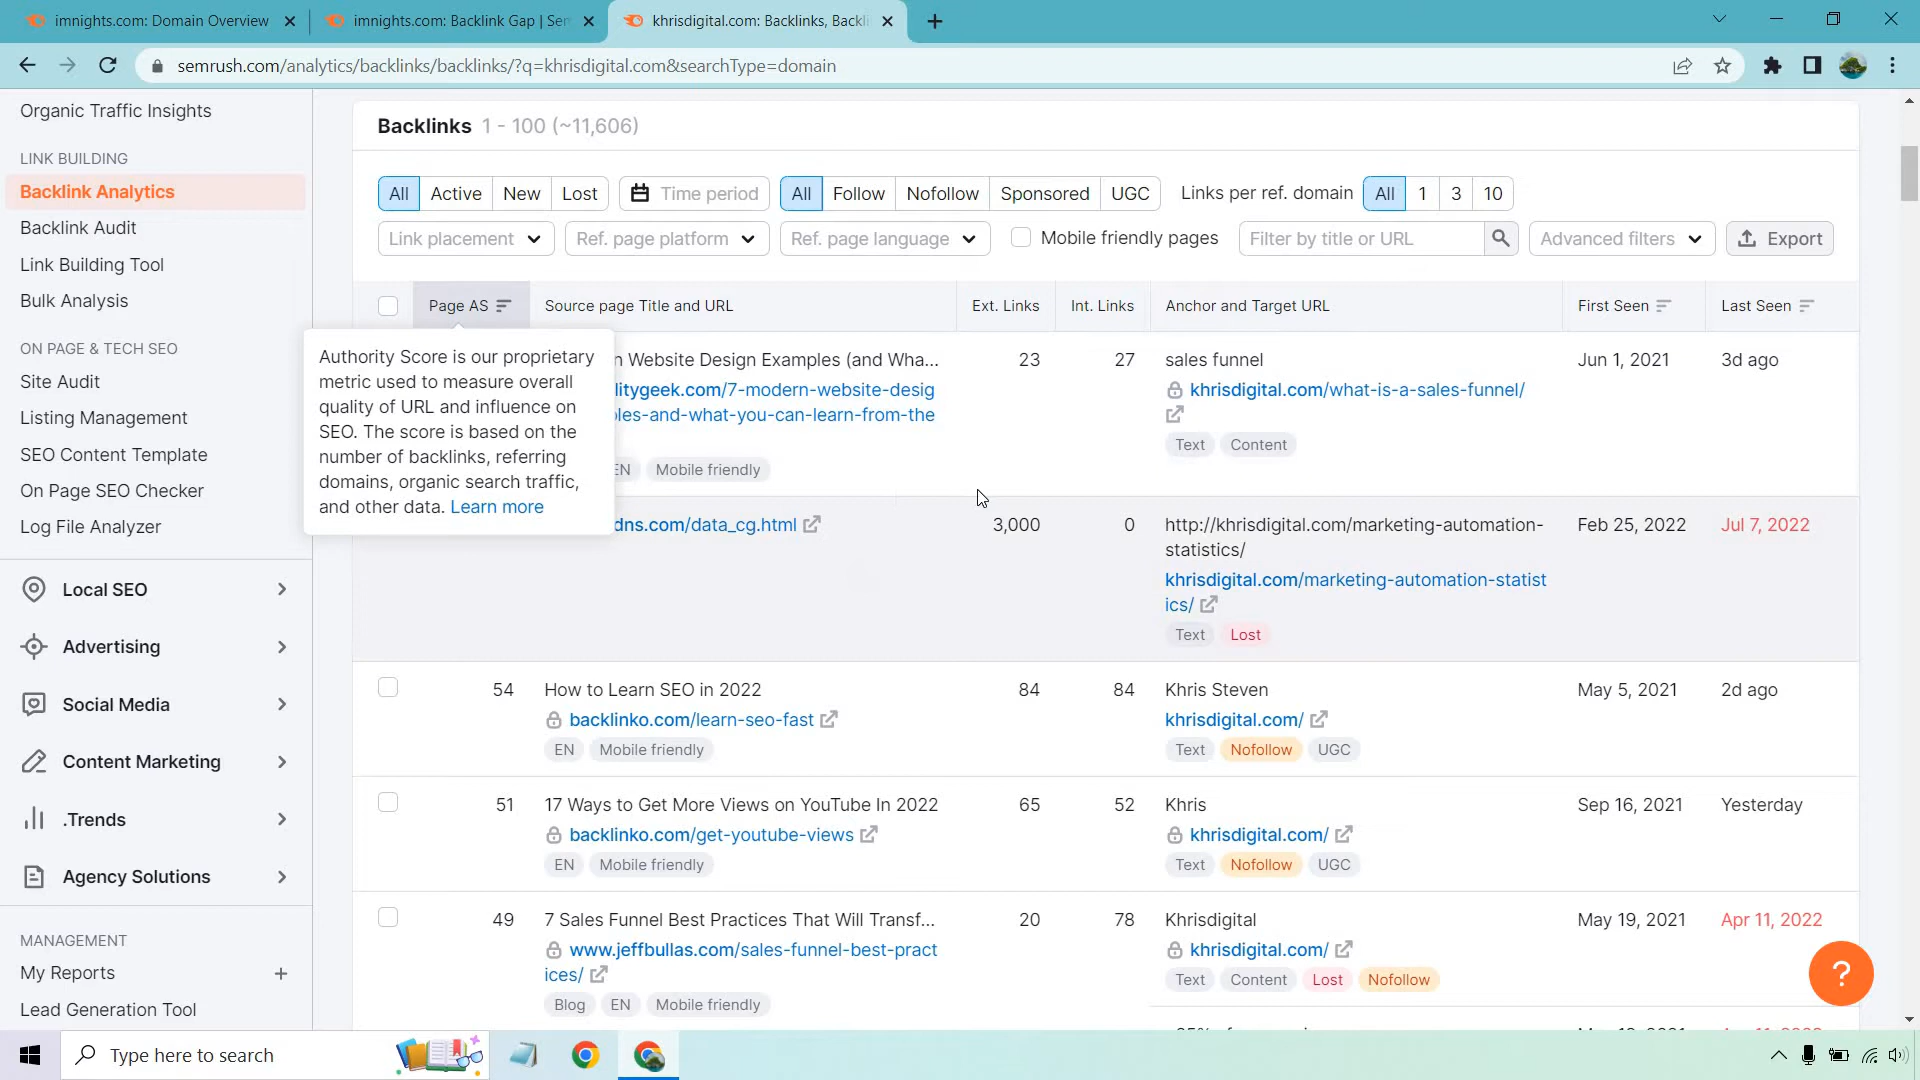 imnights.com: Domain Overview
imnights.com: Backlink Gap | Sem
khrisdigital.com: Backlinks, Backli
semrush.com/analytics/backlinks/backlinks/?q=khrisdigital.com&searchType=domain
Organic Traffic Insights
LINK BUILDING
Backlink Analytics
Backlink Audit
Link Building Tool
Bulk Analysis
ON PAGE & TECH SEO
Site Audit
Listing Management
SEO Content Template
On Page SEO Checker
Log File Analyzer
Local SEO
Advertising
Social Media
Content Marketing
.Trends
Agency Solutions
MANAGEMENT
My Reports +
Lead Generation Tool
Backlinks 1 - 100 (~11,606)
All Active New Lost Time period All Follow Nofollow Sponsored UGC Links per ref. domain All 1 3 10
Link placement Ref. page platform Ref. page language Mobile friendly pages Filter by title or URL Advanced filters Export
Page AS Source page Title and URL Ext. Links Int. Links Anchor and Target URL First Seen Last Seen
Authority Score is our proprietary
metric used to measure overall
quality of URL and influence on
SEO. The score is based on the
number of backlinks, referring
domains, organic search traffic,
and other data. Learn more
n Website Design Examples (and Wha... 23 27 sales funnel Jun 1, 2021 3d ago
litygeek.com/7-modern-website-desig khrisdigital.com/what-is-a-sales-funnel/
les-and-what-you-can-learn-from-the
Text Content
EN Mobile friendly
dns.com/data_cg.html 3,000 0 http://khrisdigital.com/marketing-automation- Feb 25, 2022 Jul 7, 2022
statistics/
khrisdigital.com/marketing-automation-statist
ics/
Text Lost
54 How to Learn SEO in 2022 84 84 Khris Steven May 5, 2021 2d ago
backlinko.com/learn-seo-fast khrisdigital.com/
EN Mobile friendly Text Nofollow UGC
51 17 Ways to Get More Views on YouTube In 2022 65 52 Khris Sep 16, 2021 Yesterday
backlinko.com/get-youtube-views khrisdigital.com/
EN Mobile friendly Text Nofollow UGC
49 7 Sales Funnel Best Practices That Will Transf... 20 78 Khrisdigital May 19, 2021 Apr 11, 2022
www.jeffbullas.com/sales-funnel-best-pract khrisdigital.com/
ices/
Text Content Lost Nofollow
Blog EN Mobile friendly
?
Type here to search